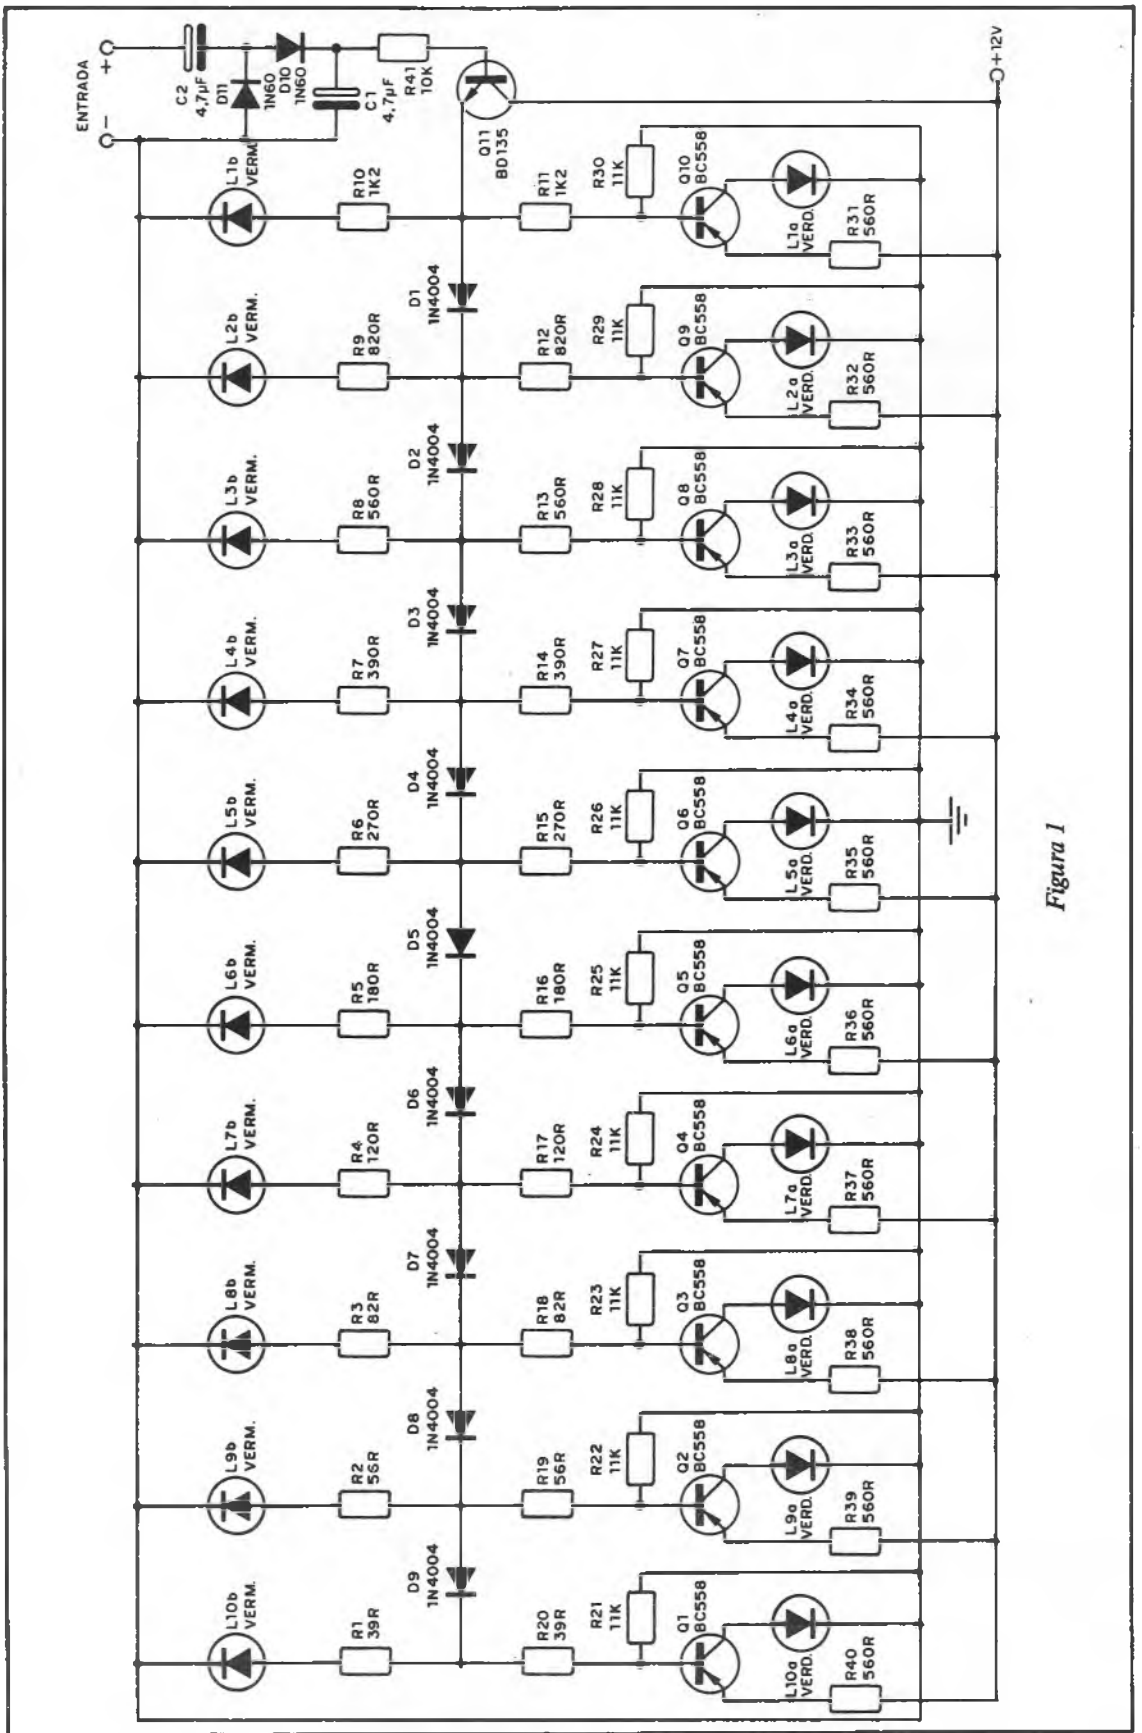 L10b
VERM.
L9b
VERM.
L8b
VERM.
L7b
VERM.
L6b
VERM.
L5b
VERM.
L4b
VERM.
L3b
VERM.
L2b
VERM.
L1b
VERM.
ENTRADA
− +
C2
4,7µF
D11
1N60
D10
1N60
C1
4,7µF
R41
10K
R1
39R
R2
56R
R3
82R
R4
120R
R5
180R
R6
270R
R7
390R
R8
560R
R9
820R
R10
1K2
D9
1N4004
D8
1N4004
D7
1N4004
D6
1N4004
D5
1N4004
D4
1N4004
D3
1N4004
D2
1N4004
D1
1N4004
Q11
BD135
R20
39R
R19
56R
R18
82R
R17
120R
R16
180R
R15
270R
R14
390R
R13
560R
R12
820R
R11
1K2
R21
11K
R22
11K
R23
11K
R24
11K
R25
11K
R26
11K
R27
11K
R28
11K
R29
11K
R30
11K
Q1
BC558
Q2
BC558
Q3
BC558
Q4
BC558
Q5
BC558
Q6
BC558
Q7
BC558
Q8
BC558
Q9
BC558
Q10
BC558
L10a
VERD.
L9a
VERD.
L8a
VERD.
L7a
VERD.
L6a
VERD.
L5a
VERD.
L4a
VERD.
L3a
VERD.
L2a
VERD.
L1a
VERD.
R40
560R
R39
560R
R38
560R
R37
560R
R36
560R
R35
560R
R34
560R
R33
560R
R32
560R
R31
560R
+12V
Figura 1